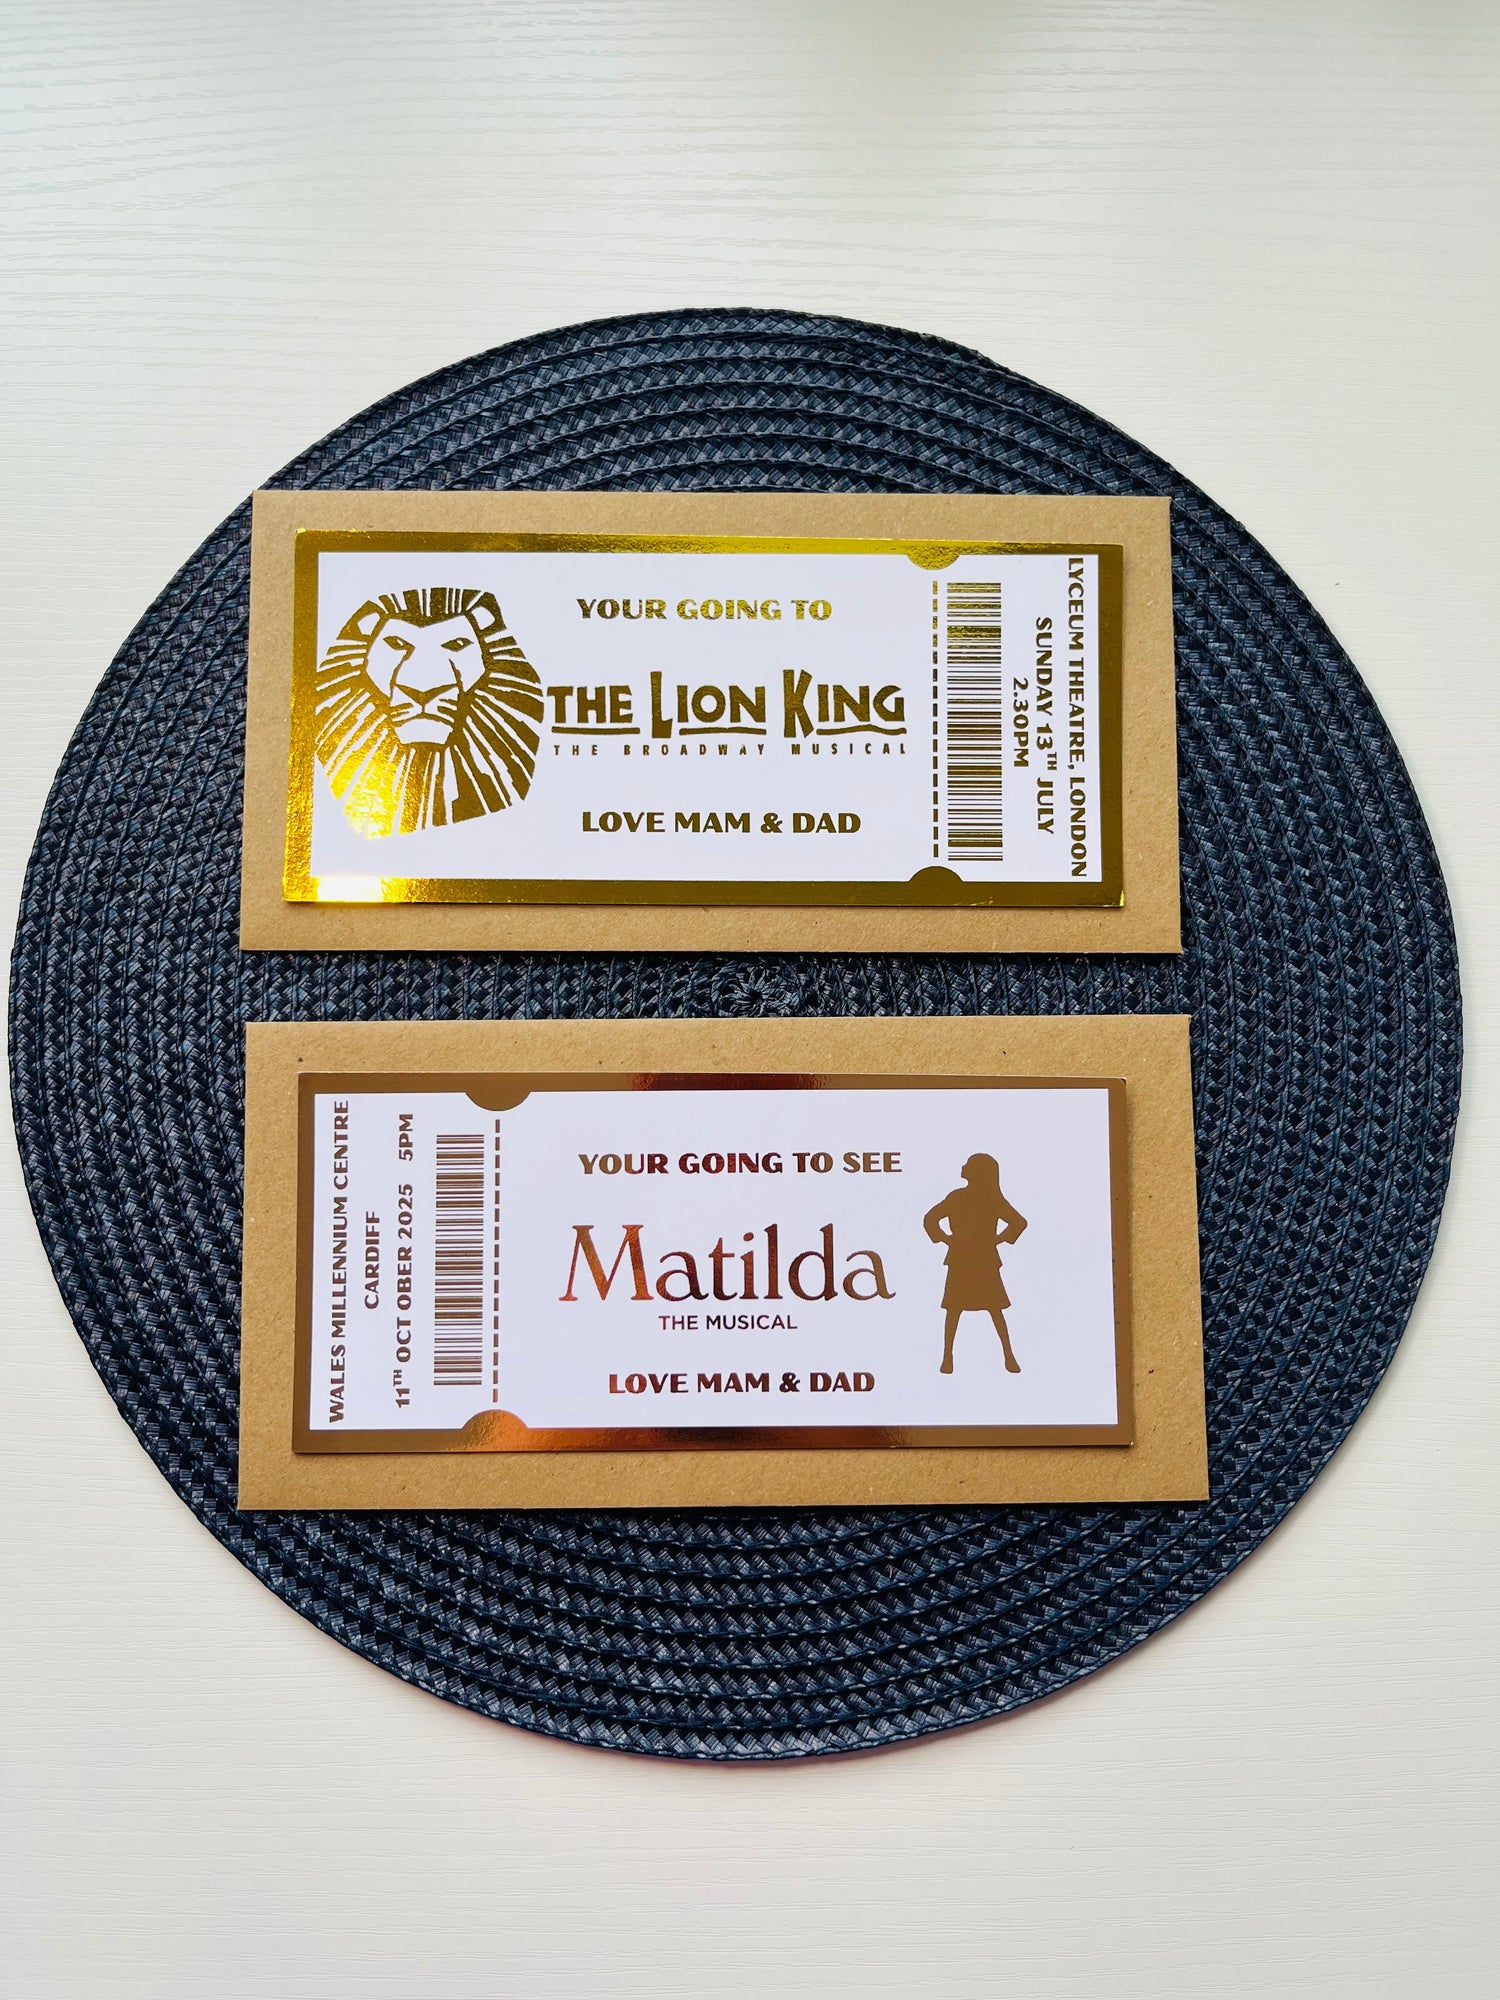 YOUR GOING TO
THE LION KING
THE BROADWAY MUSICAL
LOVE MAM & DAD
LYCEUM THEATRE, LONDON
SUNDAY 13TH JULY
2.30PM
WALES MILLENNIUM CENTRE
CARDIFF
11TH OCT OBER 2025 5PM
YOUR GOING TO SEE
Matilda
THE MUSICAL
LOVE MAM & DAD